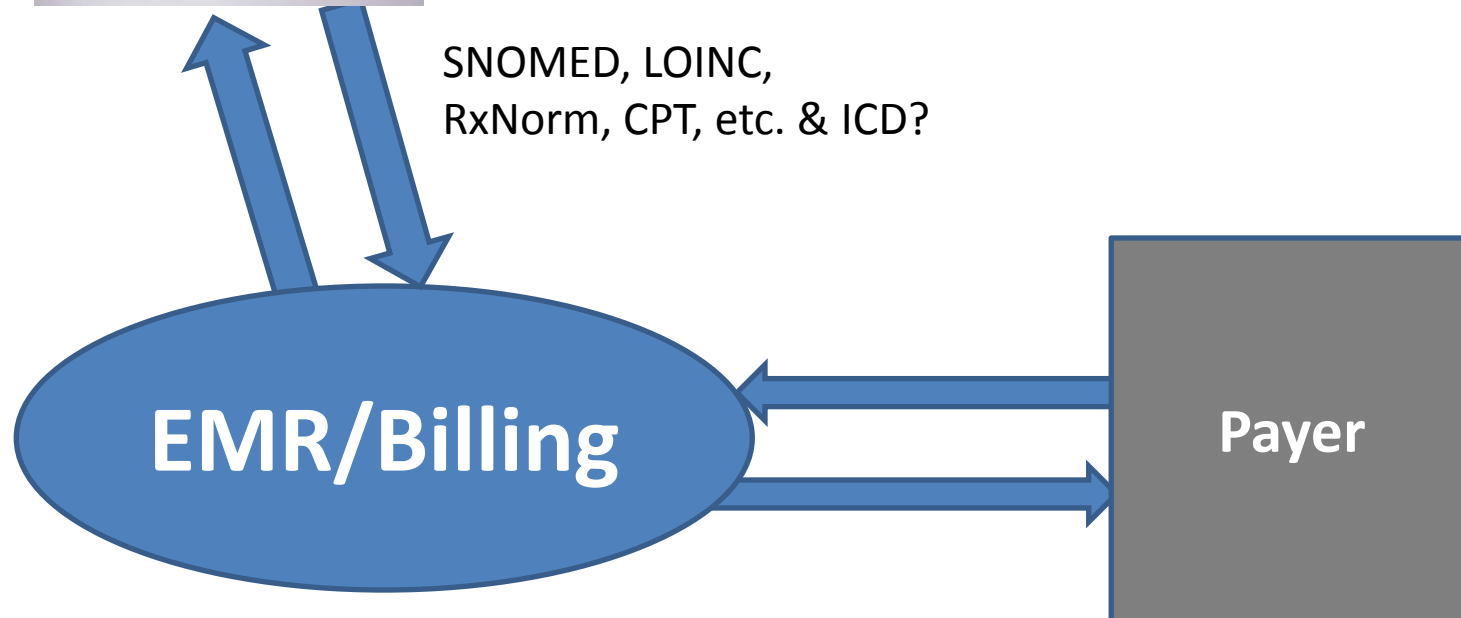 SNOMED, LOINC,
RxNorm, CPT, etc. & ICD?
EMR/Billing
Payer